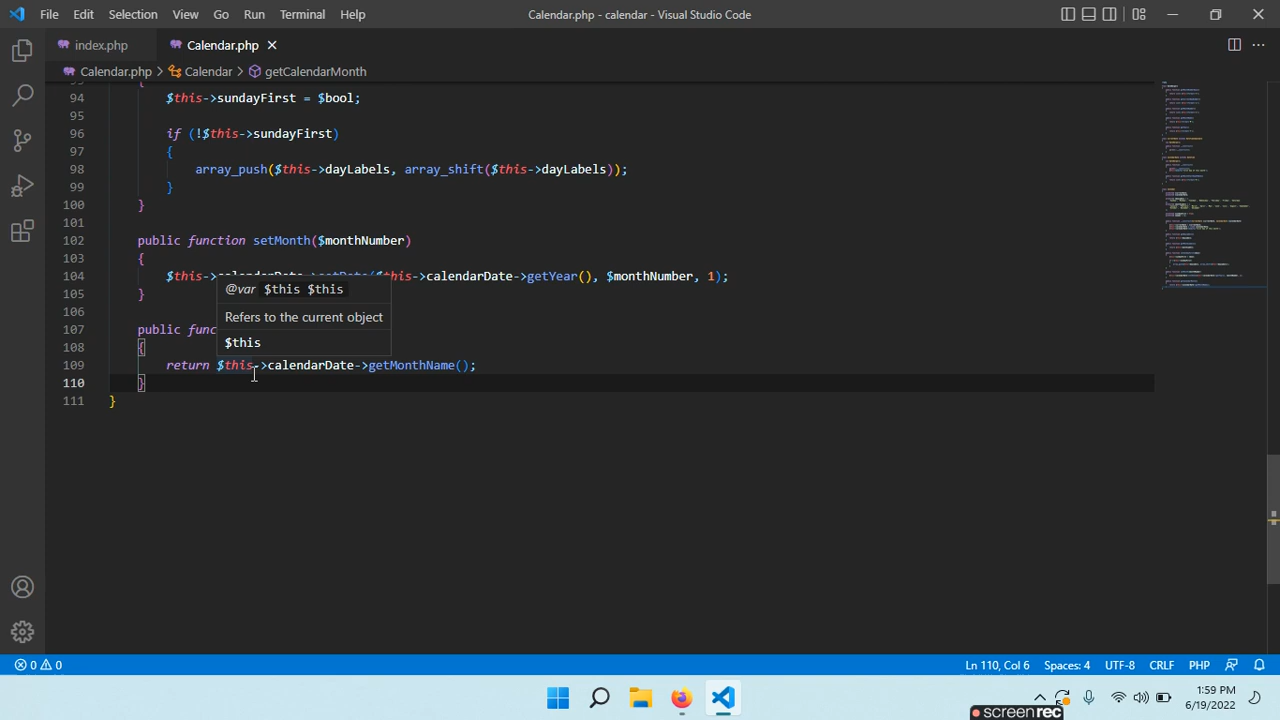 File Edit Selection View Go Run Terminal Help Calendar.php - calendar - Visual Studio Code
index.php Calendar.php
Calendar.php > Calendar > getCalendarMonth
{
94 $this->sundayFirst = $bool;
95
96 if (!$this->sundayFirst)
97 {
98 array_push($this->dayLabels, array_shift($this->dayLabels));
99 }
100 }
101
102 public function setMonth($monthNumber)
103 {
104 $this-> $this->calendarDate->getYear(), $monthNumber, 1);
105 }
@var $this $this
106
Refers to the current object
107 public func
$this
108 {
109 return $this->calendarDate->getMonthName();
110 }
111 }
0 0 Ln 110, Col 6 Spaces: 4 UTF-8 CRLF PHP
1:59 PM
6/19/2022
screenrec